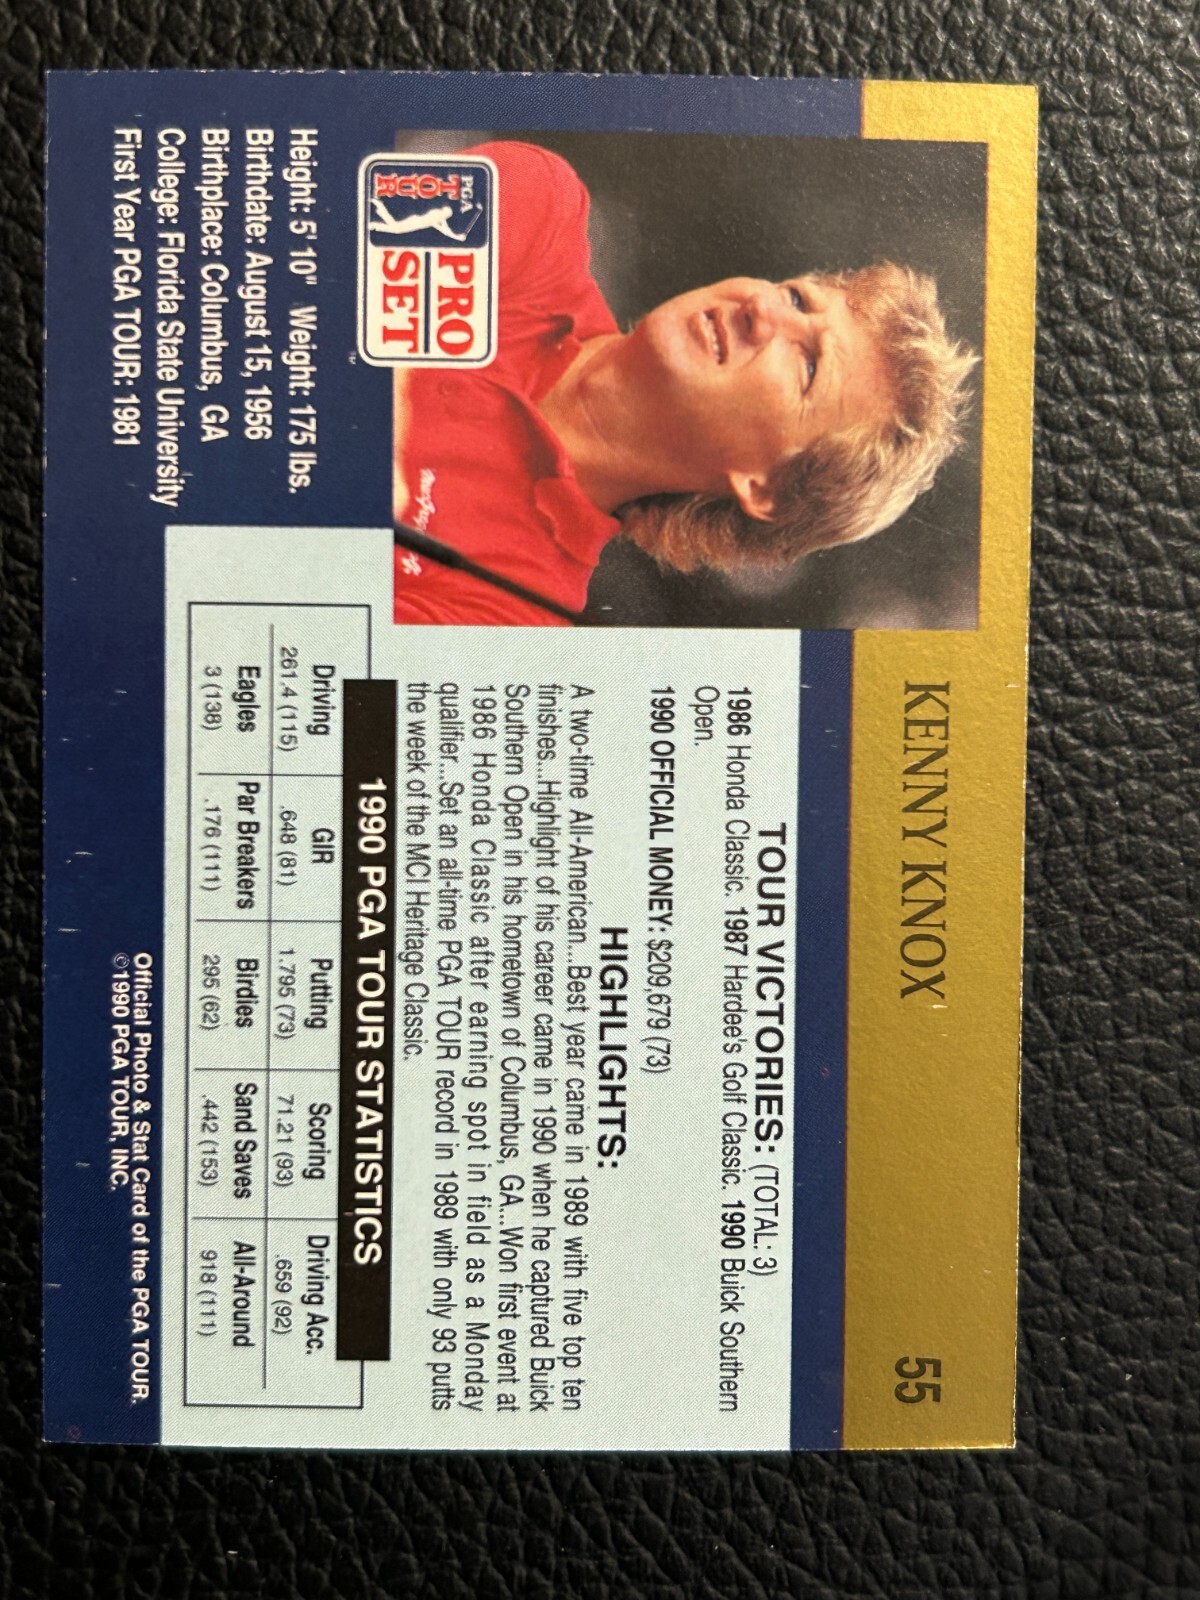 KENNY KNOX
55
TOUR VICTORIES: (TOTAL: 3)
1986 Honda Classic. 1987 Hardee's Golf Classic. 1990 Buick Southern
Open.
1990 OFFICIAL MONEY: $209,679 (73)
HIGHLIGHTS:
A two-time All-American...Best year came in 1989 with five top ten
finishes...Highlight of his career came in 1990 when he captured Buick
Southern Open in his hometown of Columbus, GA...Won first event at
1986 Honda Classic after earning spot in field as a Monday
qualifier...Set an all-time PGA TOUR record in 1989 with only 93 putts
the week of the MCI Heritage Classic.
PGA
TOUR
PRO
SET
TM
Height: 5' 10" Weight: 175 lbs.
Birthdate: August 15, 1956
Birthplace: Columbus, GA
College: Florida State University
First Year PGA TOUR: 1981
1990 PGA TOUR STATISTICS
Driving GIR Putting Scoring Driving Acc.
261.4 (115) .648 (81) 1.795 (73) 71.21 (93) .659 (92)
Eagles Par Breakers Birdies Sand Saves All-Around
3 (138) .176 (111) 295 (62) .442 (153) 918 (111)
Official Photo & Stat Card of the PGA TOUR.
©1990 PGA TOUR, INC.